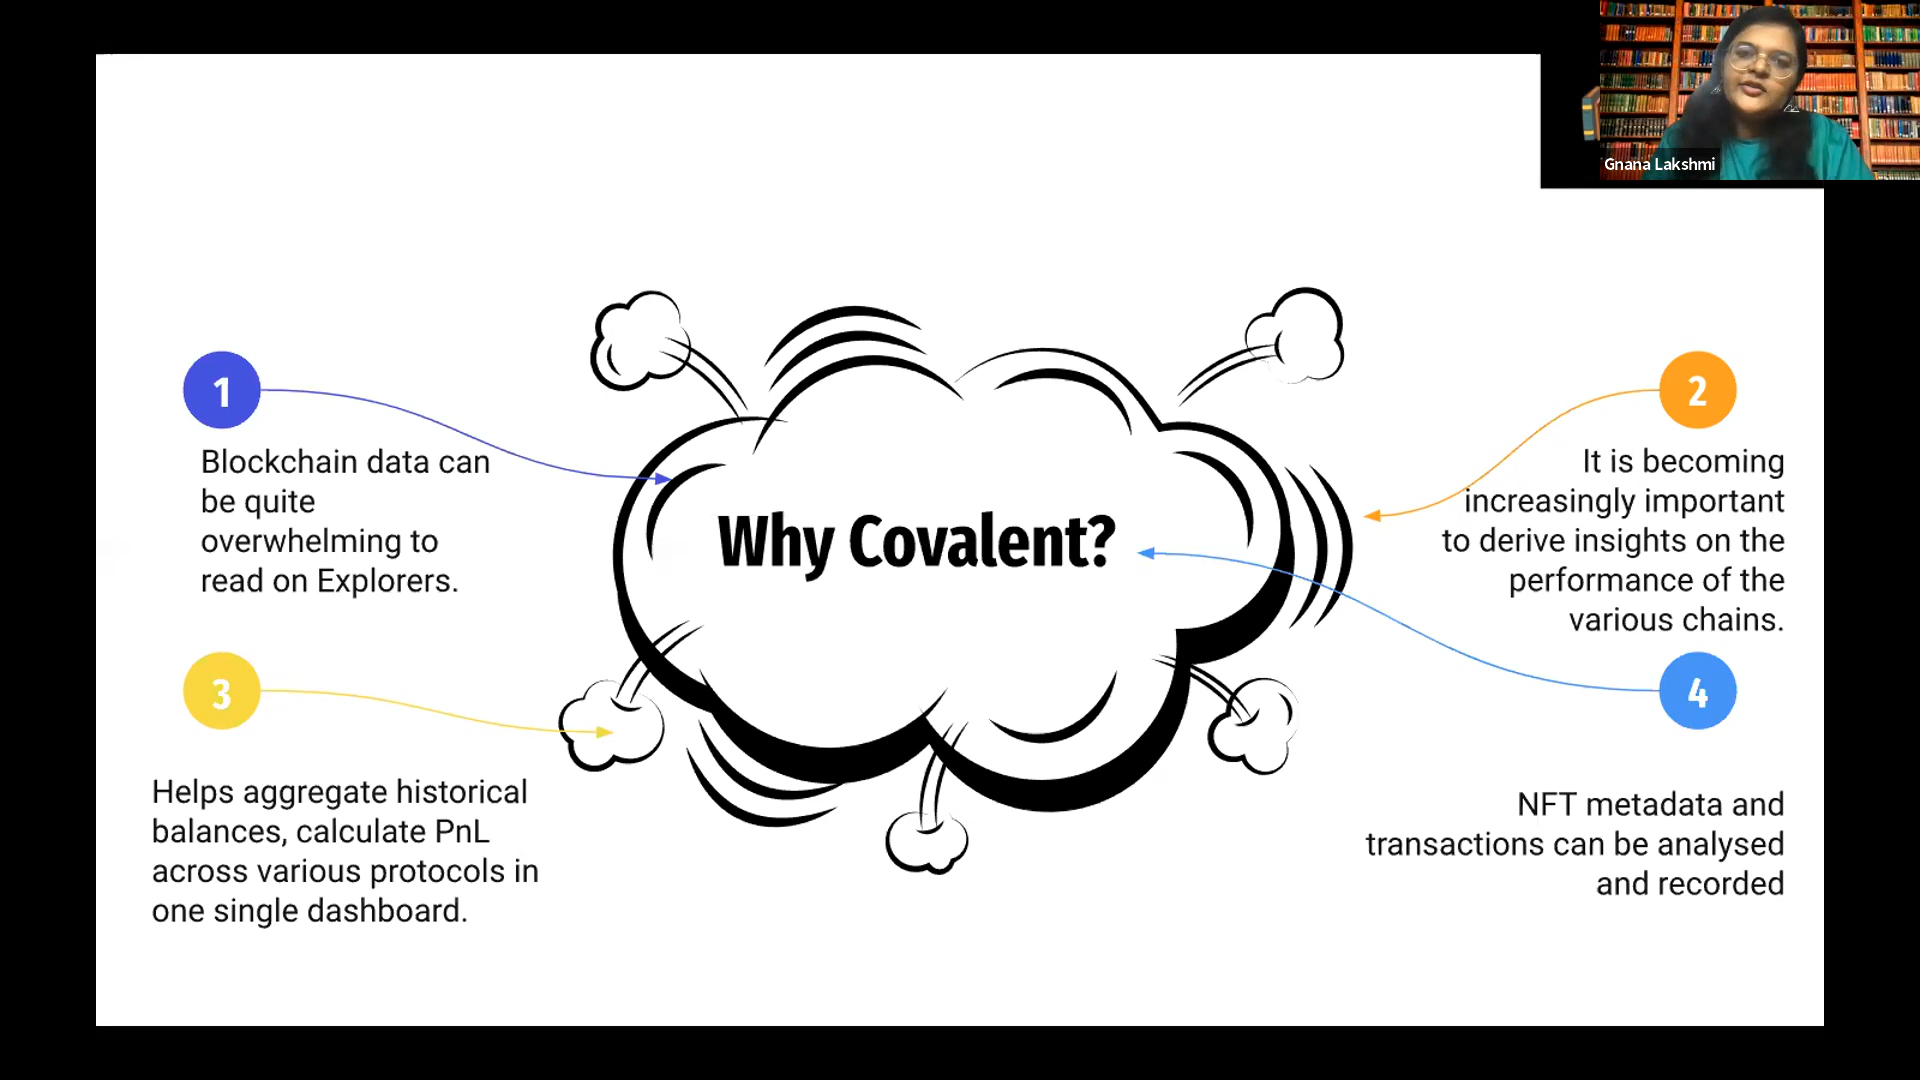 Gnana Lakshmi
1
Blockchain data can
be quite
overwhelming to
read on Explorers.
2
It is becoming
increasingly important
to derive insights on the
performance of the
various chains.
Why Covalent?
3
Helps aggregate historical
balances, calculate PnL
across various protocols in
one single dashboard.
4
NFT metadata and
transactions can be analysed
and recorded